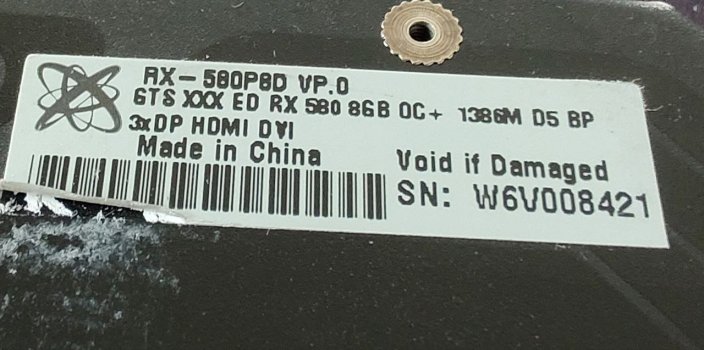 RX-580P8D VP.0
GTS XXX ED RX 580 8GB OC+ 1386M D5 BP
3xDP HDMI DVI
Made in China
Void if Damaged
SN: W6V008421